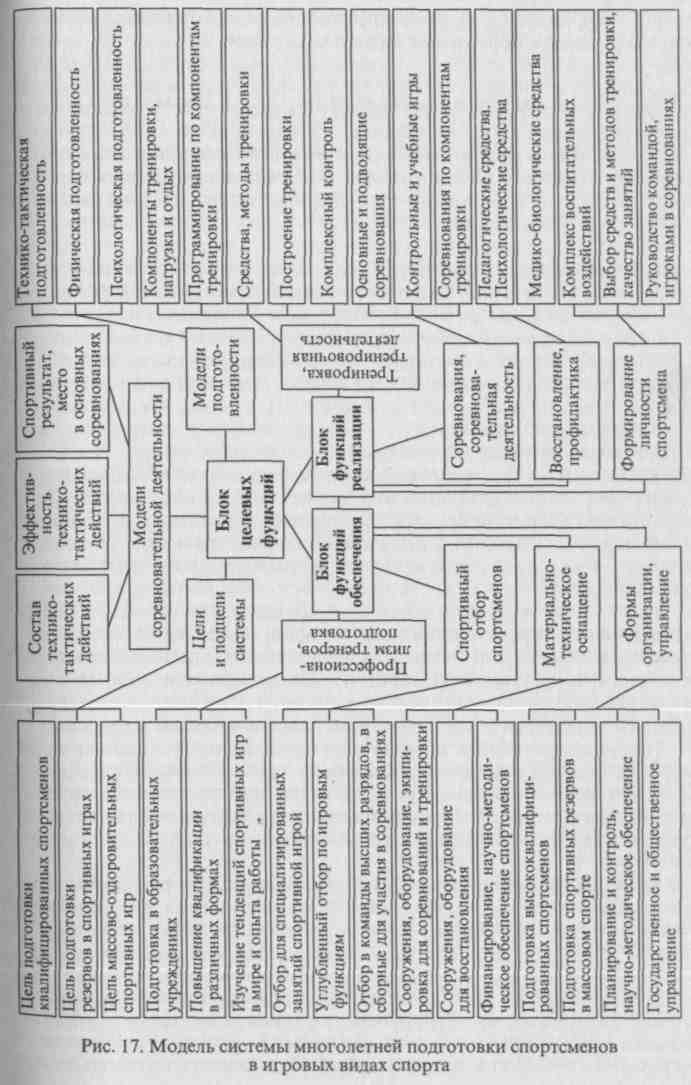 Состав
технико-
тактических
действий
Эффектив-
ность
технико-
тактических
действий
Спортивный
результат,
место
в основных
соревнованиях
Модели
соревновательной деятельности
Цели
и подцели
системы
Блок
целевых
функций
Модели
подгото-
вленности
Профессиона-
лизм тренеров,
подготовка
Блок
функций
обеспечения
Блок
функций
реализации
Тренировка,
тренировочная
деятельность
Спортивный
отбор
спортсменов
Соревнования,
соревнова-
тельная
деятельность
Материально-
техническое
оснащение
Восстановление,
профилактика
Формы
организации,
управление
Формирование
личности
спортсмена
Цель подготовки
квалифицированных спортсменов
Цель подготовки
резервов в спортивных играх
Цель массово-оздоровительных
спортивных игр
Подготовка в образовательных
учреждениях
Повышение квалификации
в различных формах
Изучение тенденций спортивных игр
в мире и опыта работы
Отбор для специализированных
занятий спортивной игрой
Углубленный отбор по игровым
функциям
Отбор в команды высших разрядов, в
сборные для участия в соревнованиях
Сооружения, оборудование, экипи-
ровка для соревнований и тренировки
Сооружения, оборудование
для восстановления
Финансирование, научно-методи-
ческое обеспечение спортсменов
Подготовка высококвалифици-
рованных спортсменов
Подготовка спортивных резервов
в массовом спорте
Планирование и контроль,
научно-методическое обеспечение
Государственное и общественное
управление
Технико-тактическая
подготовленность
Физическая подготовленность
Психологическая подготовленность
Компоненты тренировки,
нагрузка и отдых
Программирование по компонентам
тренировки
Средства, методы тренировки
Построение тренировки
Комплексный контроль
Основные и подводящие
соревнования
Контрольные и учебные игры
Соревнования по компонентам
тренировки
Педагогические средства.
Психологические средства
Медико-биологические средства
Комплекс воспитательных
воздействий
Выбор средств и методов тренировки,
качество занятий
Руководство командой,
игроками в соревнованиях
Рис. 17. Модель системы многолетней подготовки спортсменов
в игровых видах спорта